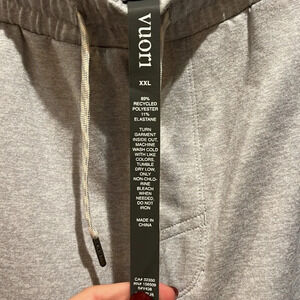 vuori
XXL
89%
RECYCLED
POLYESTER
11%
ELASTANE
TURN
GARMENT
INSIDE OUT,
MACHINE
WASH COLD
WITH LIKE
COLORS,
TUMBLE
DRY LOW,
ONLY
NON-CHLO-
RINE
BLEACH
WHEN
NEEDED.
DO NOT
IRON
MADE IN
CHINA